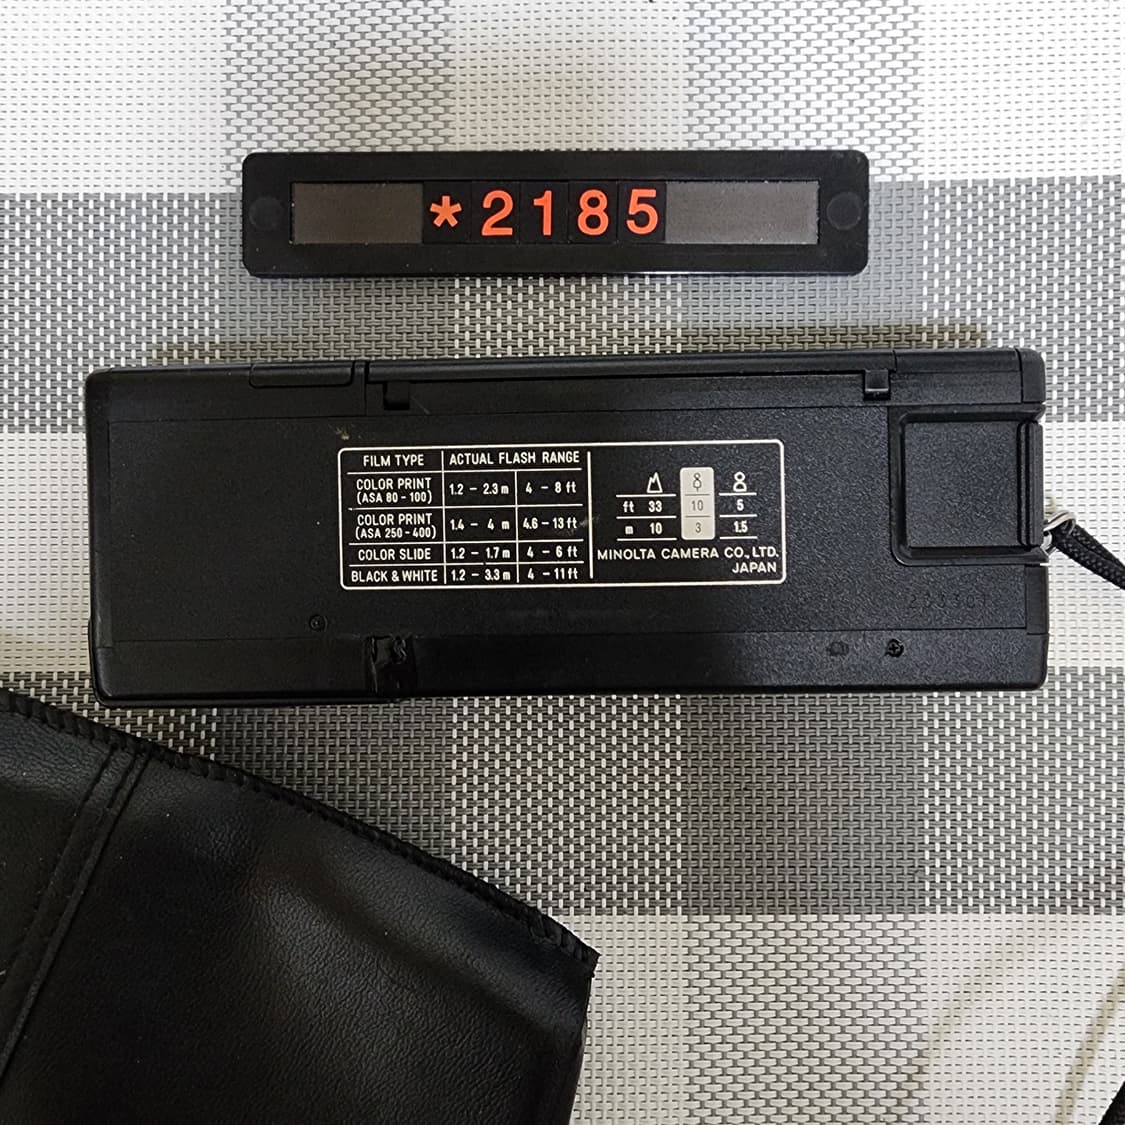 *2185
FILM TYPE ACTUAL FLASH RANGE
COLOR PRINT (ASA 80 - 100) 1.2 - 2.3 m 4 - 8 ft
COLOR PRINT (ASA 250 - 400) 1.4 - 4 m 4.6 - 13 ft
COLOR SLIDE 1.2 - 1.7 m 4 - 6 ft
BLACK & WHITE 1.2 - 3.3 m 4 - 11 ft
ft 33 10 5
m 10 3 1.5
MINOLTA CAMERA CO., LTD.
JAPAN